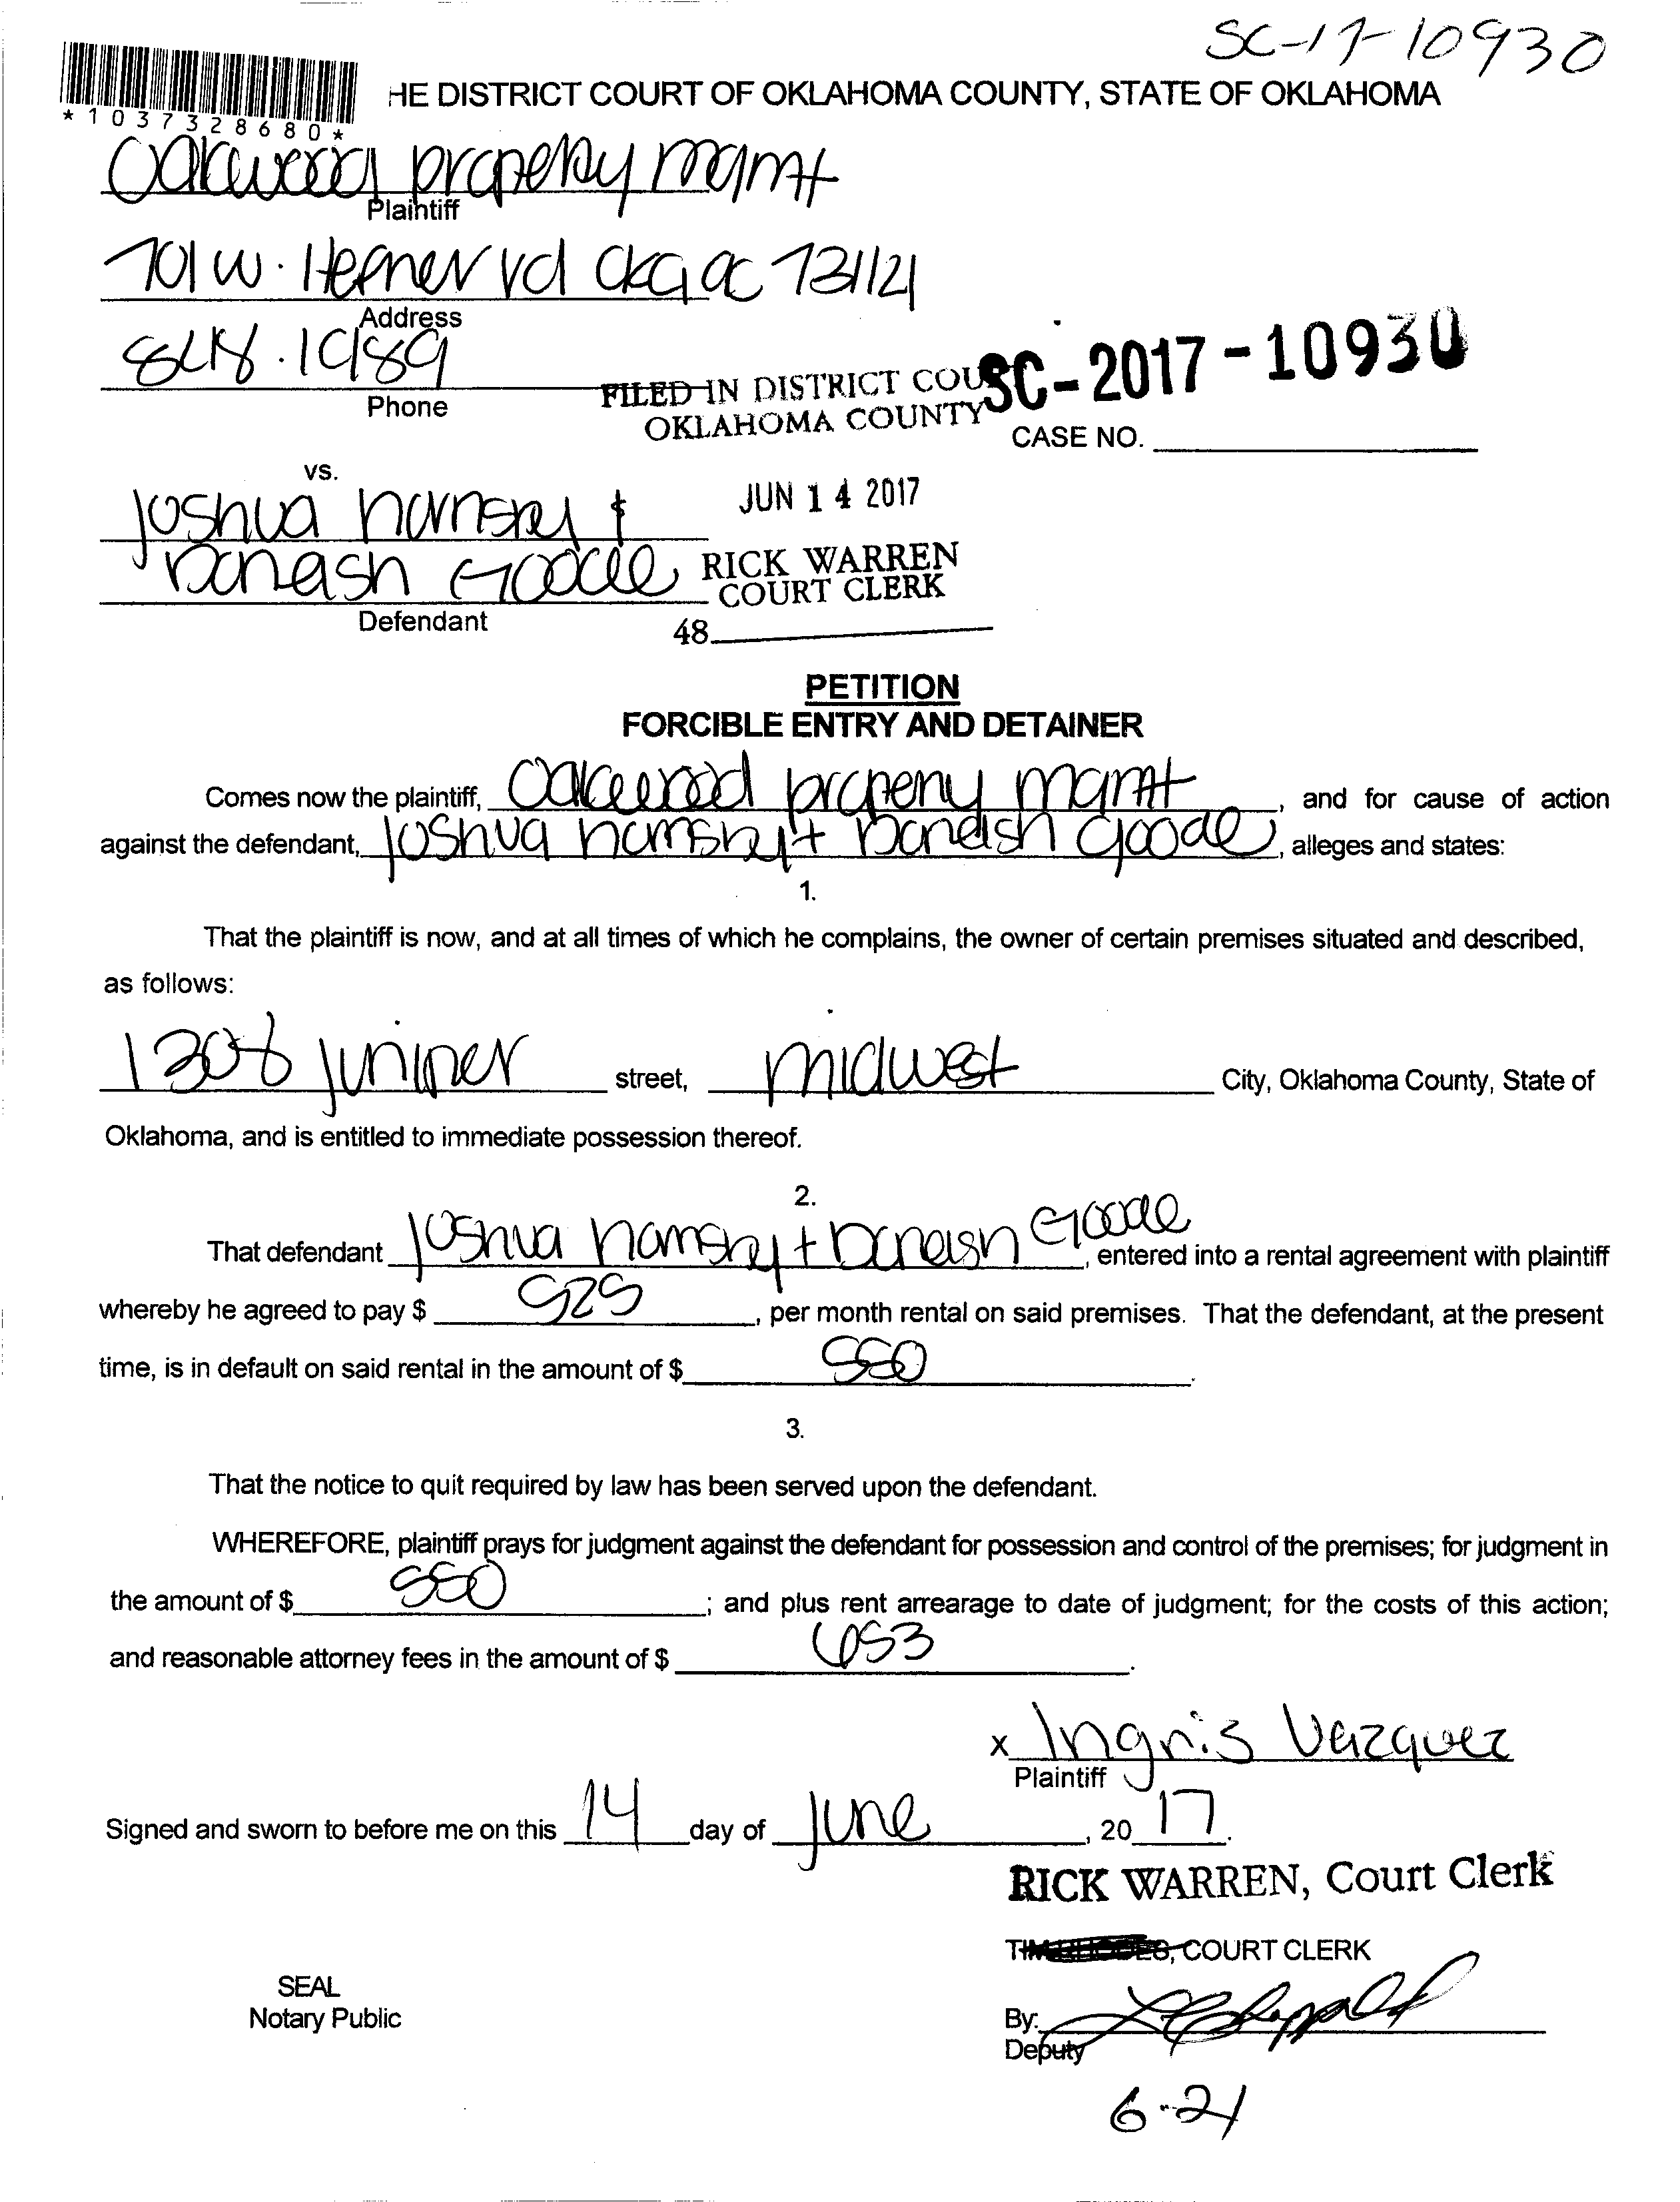 SC-17-10930
HE DISTRICT COURT OF OKLAHOMA COUNTY, STATE OF OKLAHOMA
*1037328680*
Oakwood property mgmt
Plaintiff
701 W. Hefner rd okc ok 73112
Address
848.1989
Phone
FILED IN DISTRICT COU
OKLAHOMA COUNTY
SC-2017-10930
CASE NO.
vs.
Joshua hamsh &
Danash Goode
Defendant
JUN 14 2017
RICK WARREN
COURT CLERK
48
PETITION
FORCIBLE ENTRY AND DETAINER
Comes now the plaintiff, Oakwood property mgmt, and for cause of action
against the defendant, Joshua + Danash Goode, alleges and states:
1.
That the plaintiff is now, and at all times of which he complains, the owner of certain premises situated and described,
as follows:
1308 juniper street, midwest City, Oklahoma County, State of
Oklahoma, and is entitled to immediate possession thereof.
2.
That defendant Joshua + Danash Goode, entered into a rental agreement with plaintiff
whereby he agreed to pay $ 525, per month rental on said premises. That the defendant, at the present
time, is in default on said rental in the amount of $ 550.
3.
That the notice to quit required by law has been served upon the defendant.
WHEREFORE, plaintiff prays for judgment against the defendant for possession and control of the premises; for judgment in
the amount of $ 550; and plus rent arrearage to date of judgment; for the costs of this action;
and reasonable attorney fees in the amount of $ 653.
x Ingris Vazquez
Plaintiff
Signed and sworn to before me on this 14 day of June, 20 17.
RICK WARREN, Court Clerk
COURT CLERK
SEAL
Notary Public
By:
Deputy
6-21